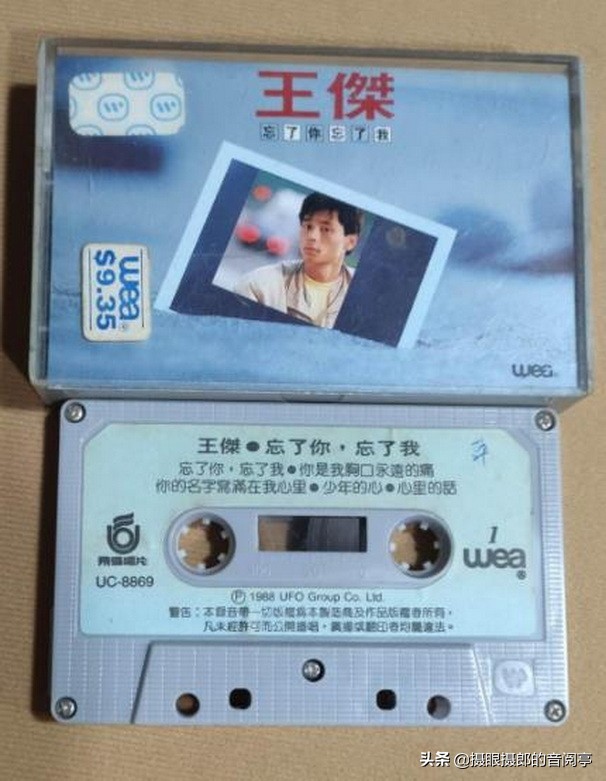 王傑
忘了你忘了我
wea
$9.35
wea
王傑●忘了你，忘了我
忘了你，忘了我●你是我胸口永遠的痛
你的名字寫滿在我心里●少年的心●心里的話
飛碟唱片
UC-8869
1
wea
Ⓟ 1988 UFO Group Co. Ltd.
警告：本錄音帶一切版權爲本製造商及作品版權者所有，
凡未經許可而公開播唱，廣播或翻印者均屬違法。
头条 @摄眼摄郎的音阅亭